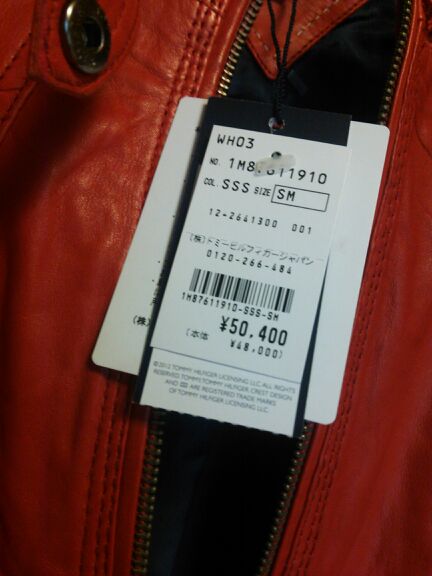 WH03
NO. 1M87611910
COL. SSS SIZE SM
12-2641300 001
(株)トミーヒルフィガージャパン
0120-266-484
1M87611910-SSS-SM
¥50,400
(本体 ¥48,000)
©2012 TOMMY HILFIGER LICENSING LLC. ALL RIGHTS
RESERVED. TOMMY, TOMMY HILFIGER, CREST DESIGN
AND ARE REGISTERED TRADE MARKS
OF TOMMY HILFIGER LICENSING LLC.
(株)